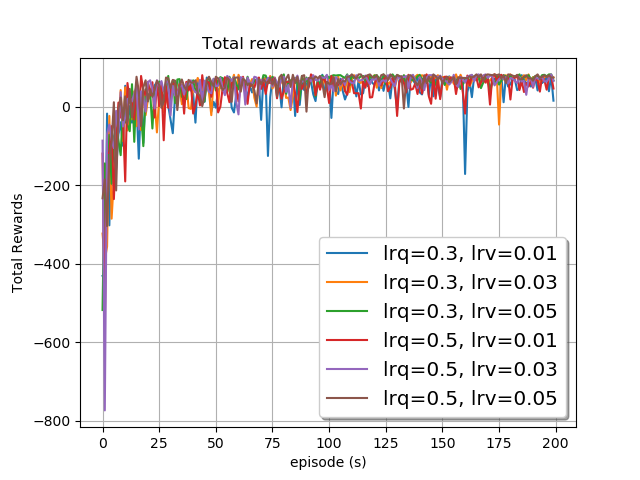 Total rewards at each episode
Total Rewards
0
−200
−400
−600
−800
lrq=0.3, lrv=0.01
lrq=0.3, lrv=0.03
lrq=0.3, lrv=0.05
lrq=0.5, lrv=0.01
lrq=0.5, lrv=0.03
lrq=0.5, lrv=0.05
0 25 50 75 100 125 150 175 200
episode (s)